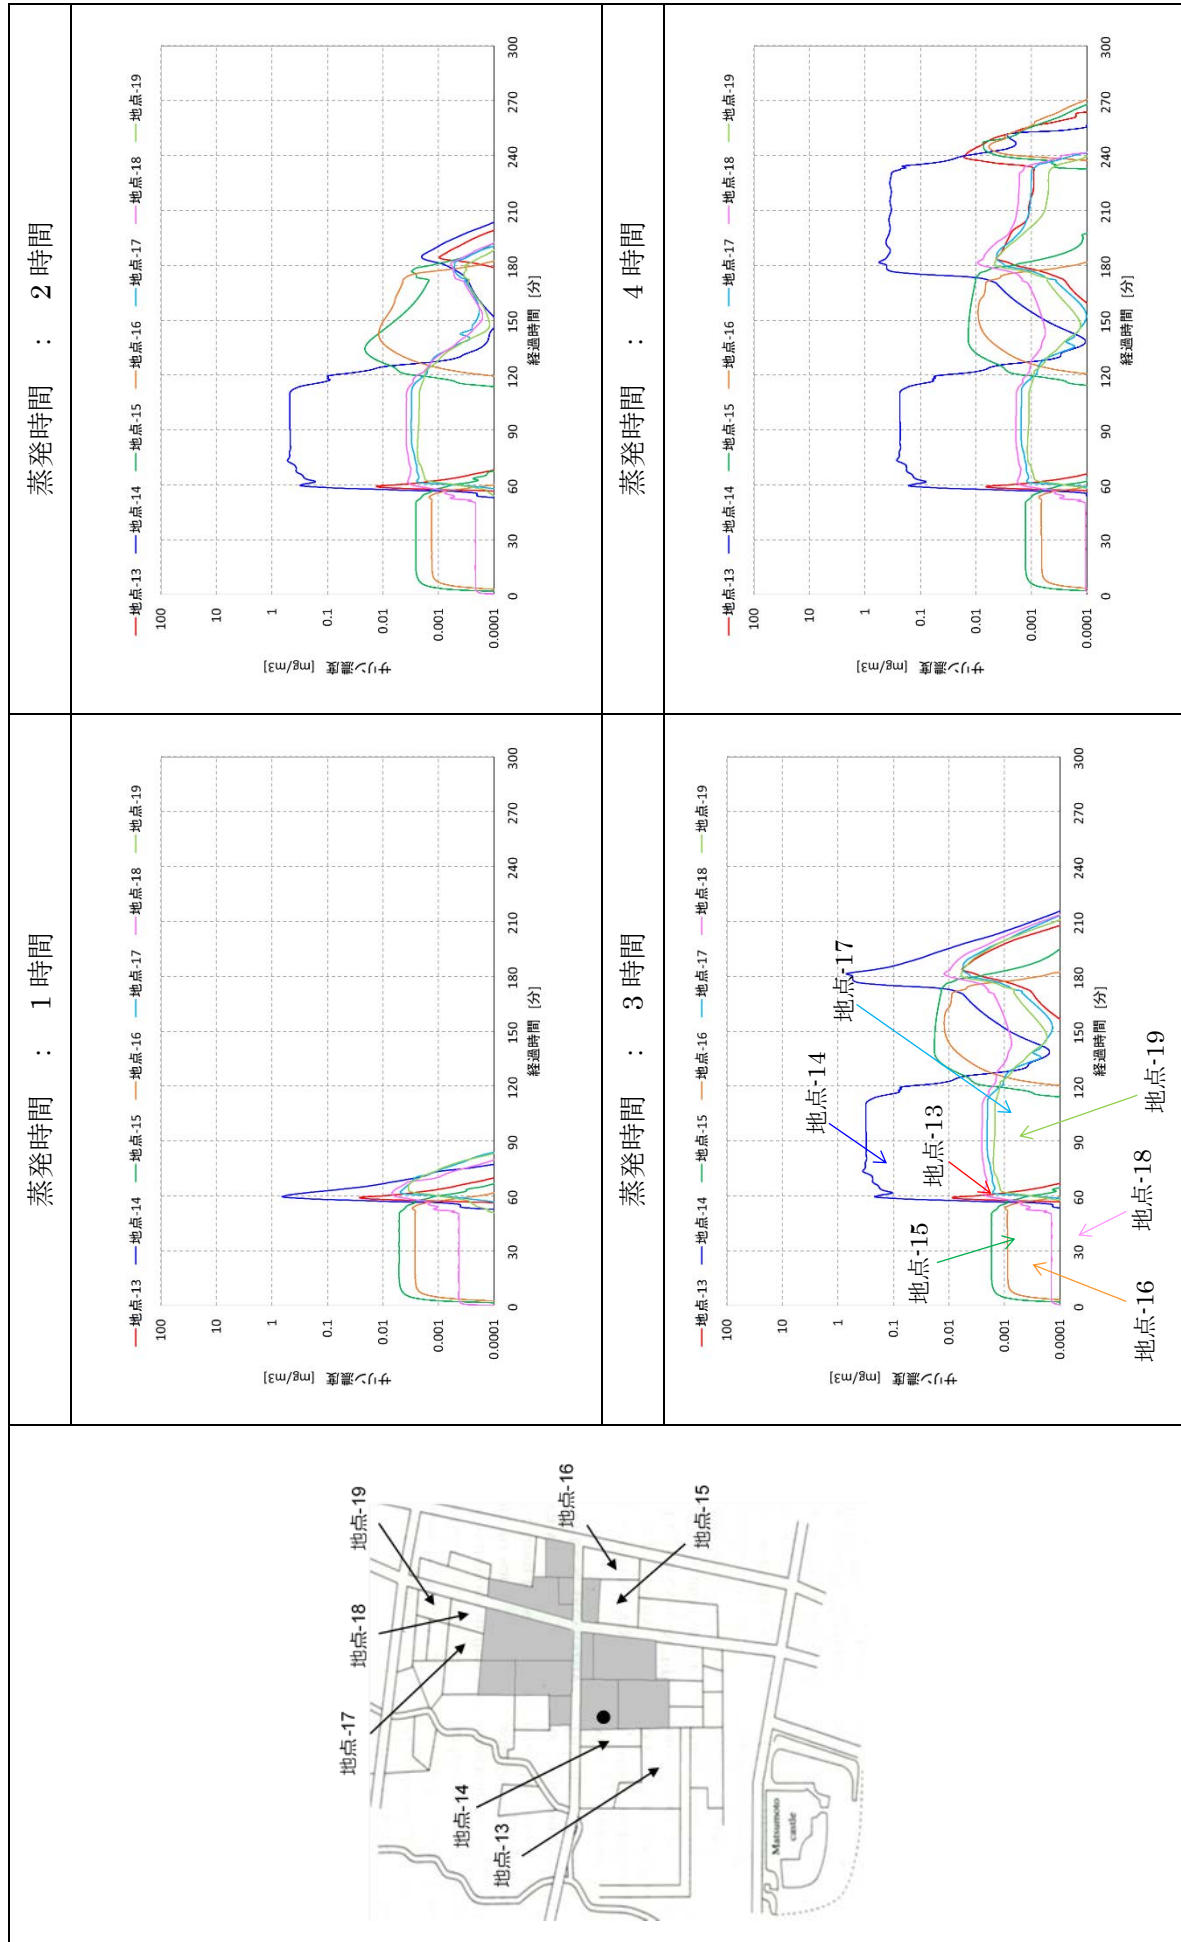 蒸発時間 ： 1 時間
地点-13 地点-14 地点-15 地点-16 地点-17 地点-18 地点-19
サリン濃度 [mg/m3]
100
10
1
0.1
0.01
0.001
0.0001
0 30 60 90 120 150 180 210 240 270 300
経過時間 [分]
蒸発時間 ： 2 時間
地点-13 地点-14 地点-15 地点-16 地点-17 地点-18 地点-19
サリン濃度 [mg/m3]
100
10
1
0.1
0.01
0.001
0.0001
0 30 60 90 120 150 180 210 240 270 300
経過時間 [分]
地点-19
地点-18
地点-17
地点-16
地点-15
地点-14
地点-13
Matsumoto
castle
蒸発時間 ： 3 時間
地点-13 地点-14 地点-15 地点-16 地点-17 地点-18 地点-19
サリン濃度 [mg/m3]
100
10
1
0.1
0.01
0.001
0.0001
0 30 60 90 120 150 180 210 240 270 300
経過時間 [分]
地点-17
地点-14
地点-13
地点-15
地点-16
地点-18
地点-19
蒸発時間 ： 4 時間
地点-13 地点-14 地点-15 地点-16 地点-17 地点-18 地点-19
サリン濃度 [mg/m3]
100
10
1
0.1
0.01
0.001
0.0001
0 30 60 90 120 150 180 210 240 270 300
経過時間 [分]